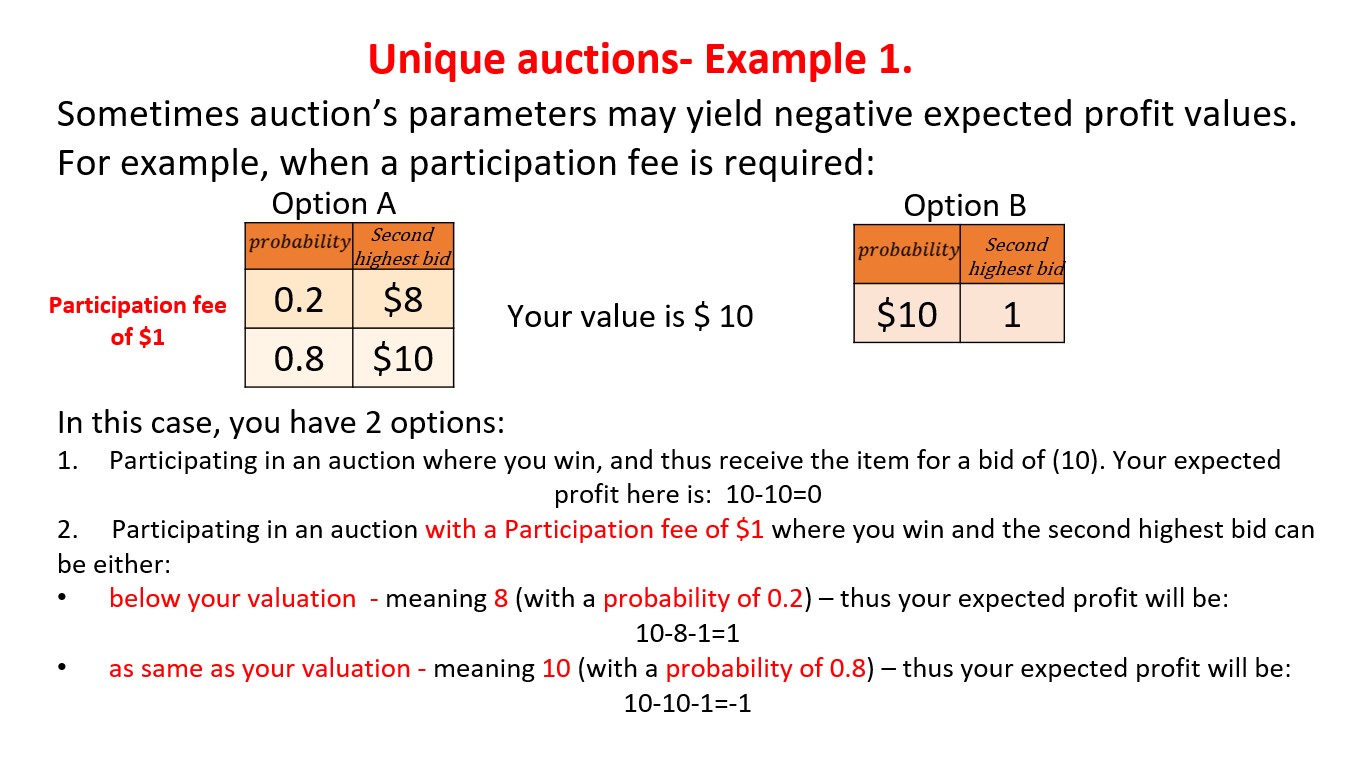 Unique auctions- Example 1.
Sometimes auction’s parameters may yield negative expected profit values.
For example, when a participation fee is required:
Option A
probability Second highest bid
0.2 $8
0.8 $10
Participation fee
of $1
Your value is $ 10
Option B
probability Second highest bid
$10 1
In this case, you have 2 options:
1. Participating in an auction where you win, and thus receive the item for a bid of (10). Your expected
profit here is: 10-10=0
2. Participating in an auction with a Participation fee of $1 where you win and the second highest bid can
be either:
• below your valuation - meaning 8 (with a probability of 0.2) – thus your expected profit will be:
10-8-1=1
• as same as your valuation - meaning 10 (with a probability of 0.8) – thus your expected profit will be:
10-10-1=-1